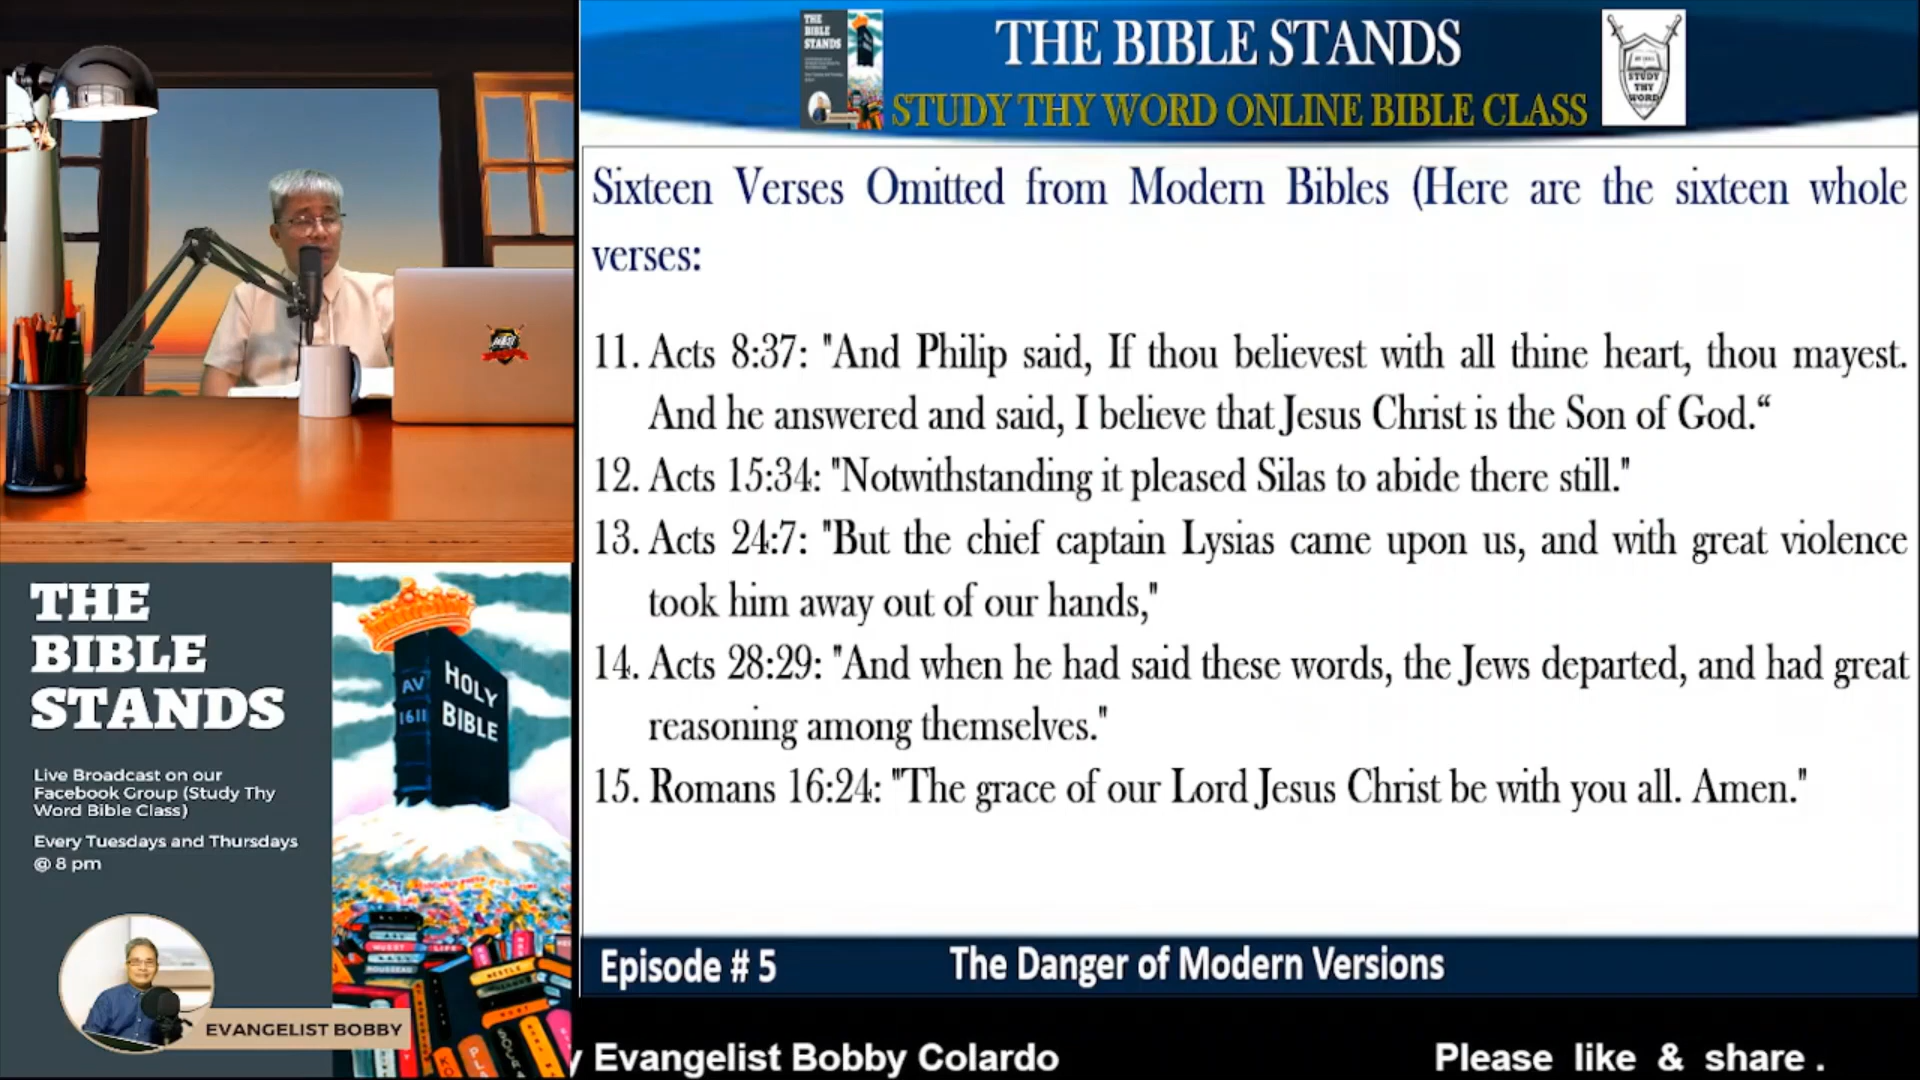 THE BIBLE STANDS
STUDY THY WORD ONLINE BIBLE CLASS
THE
BIBLE
STANDS
STUDY
THY
WORD
Sixteen Verses Omitted from Modern Bibles (Here are the sixteen whole
verses:
11. Acts 8:37: "And Philip said, If thou believest with all thine heart, thou mayest.
And he answered and said, I believe that Jesus Christ is the Son of God.“
12. Acts 15:34: "Notwithstanding it pleased Silas to abide there still."
13. Acts 24:7: "But the chief captain Lysias came upon us, and with great violence
took him away out of our hands,"
14. Acts 28:29: "And when he had said these words, the Jews departed, and had great
reasoning among themselves."
15. Romans 16:24: "The grace of our Lord Jesus Christ be with you all. Amen."
Episode # 5
The Danger of Modern Versions
THE
BIBLE
STANDS
Live Broadcast on our
Facebook Group (Study Thy
Word Bible Class)
Every Tuesdays and Thursdays
@ 8 pm
AV
1611
HOLY
BIBLE
ROUSSEAU
EVANGELIST BOBBY
y Evangelist Bobby Colardo
Please like & share .